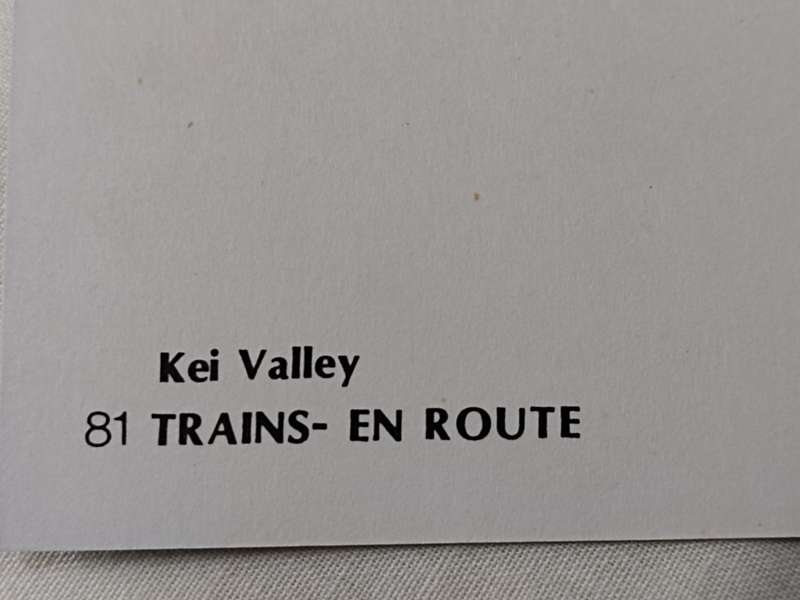 Kei Valley
81 TRAINS- EN ROUTE